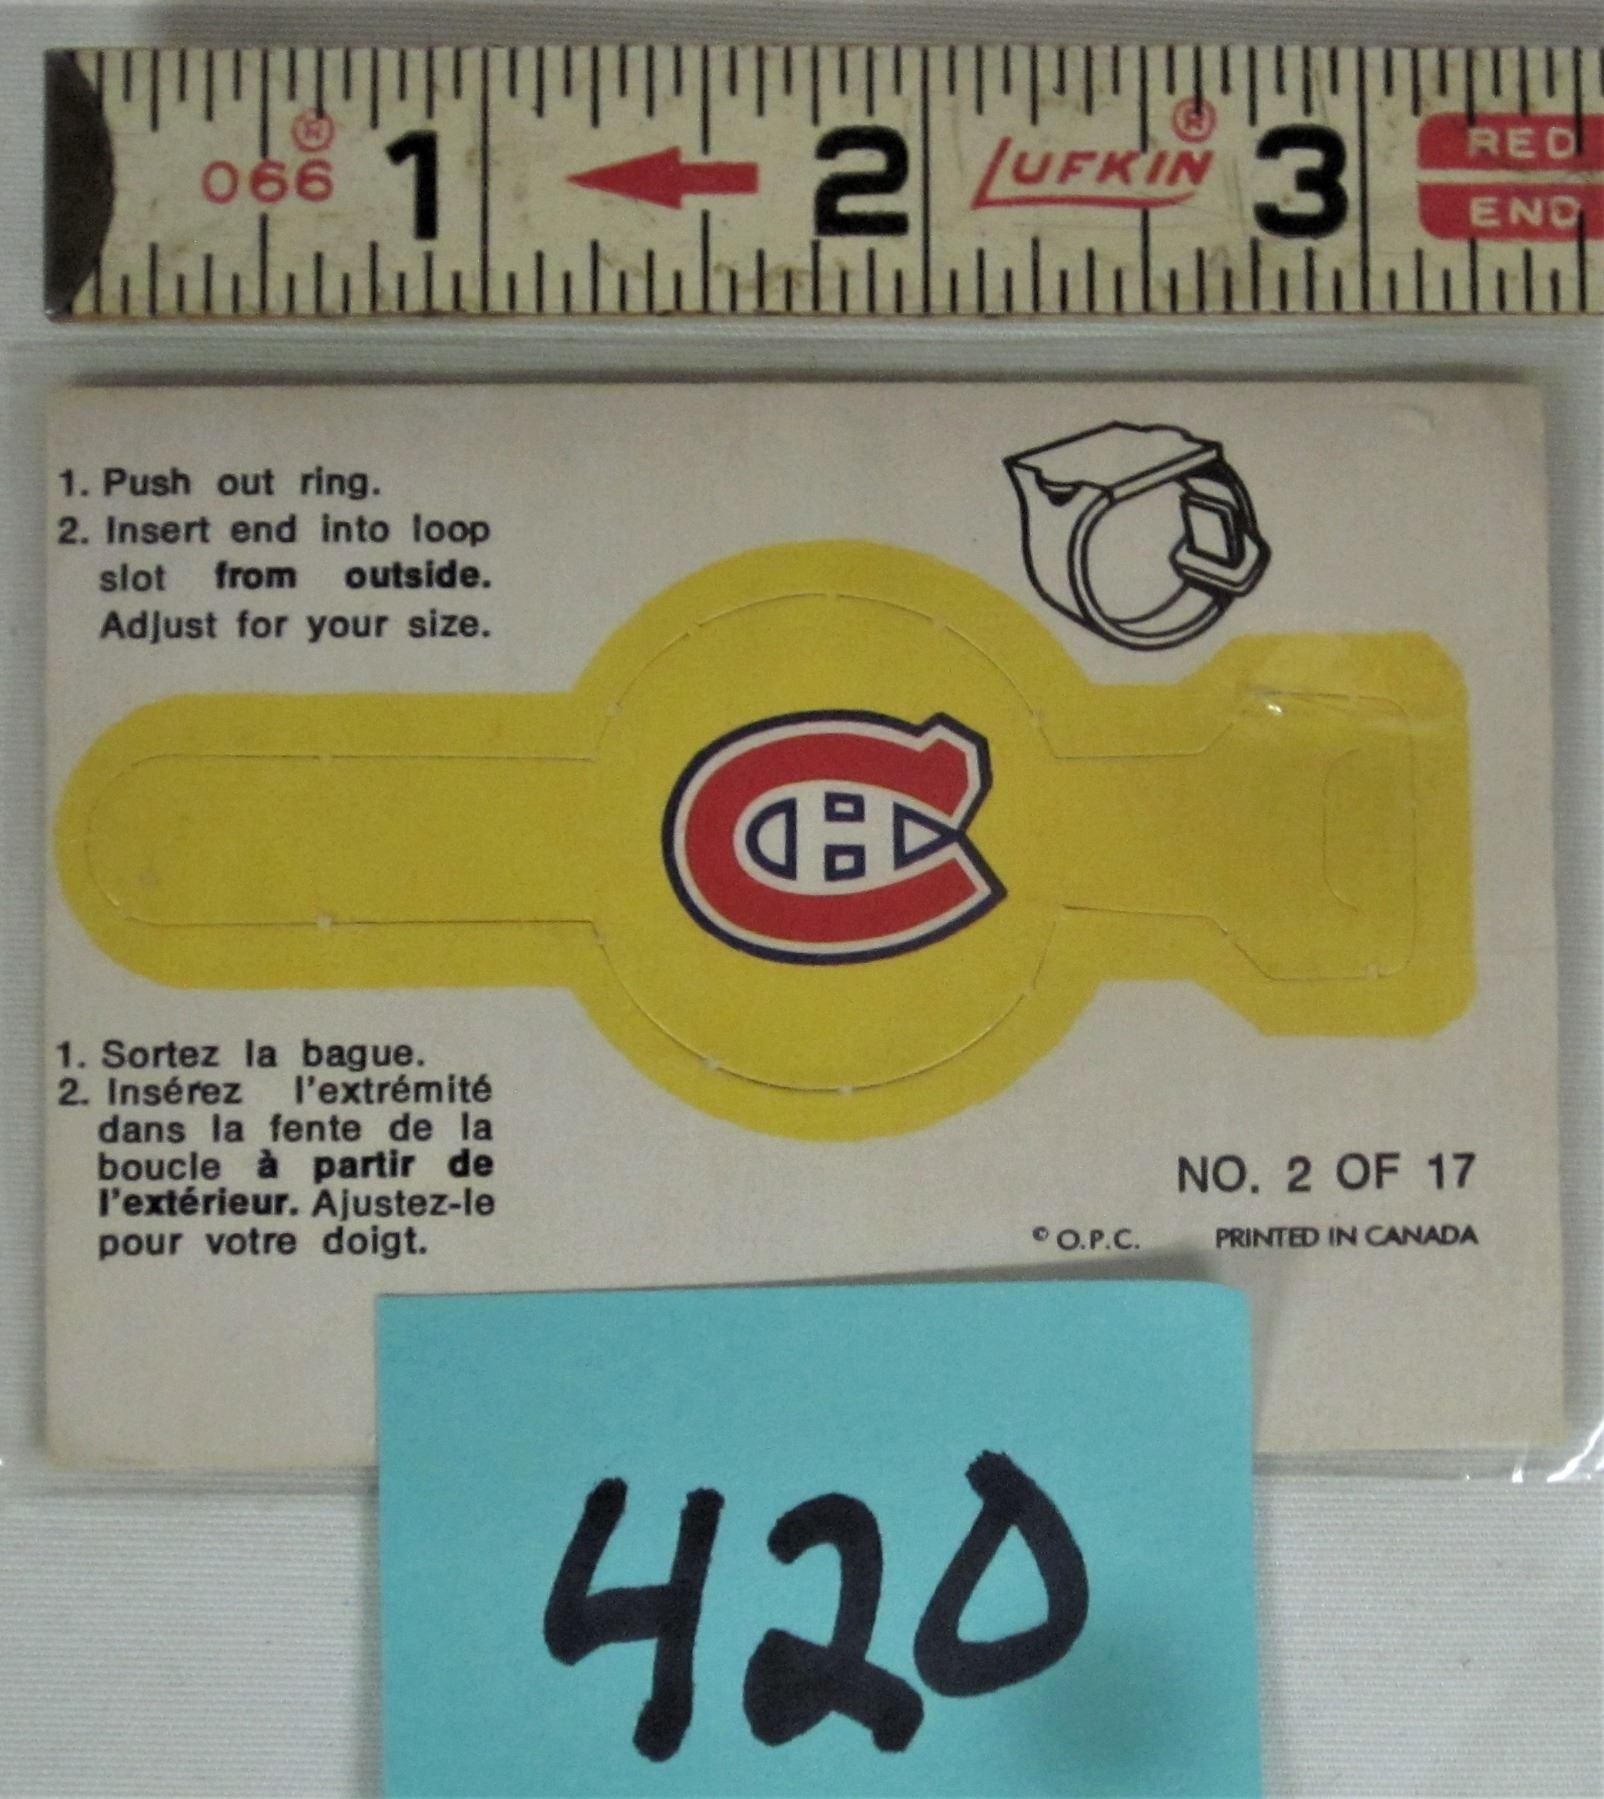 066 ® 1 2 LUFKIN ® 3 RED
END
1. Push out ring.
2. Insert end into loop
slot from outside.
Adjust for your size.
1. Sortez la bague.
2. Insérez l'extrémité
dans la fente de la
boucle à partir de
l'extérieur. Ajustez-le
pour votre doigt.
NO. 2 OF 17
© O.P.C. PRINTED IN CANADA
420